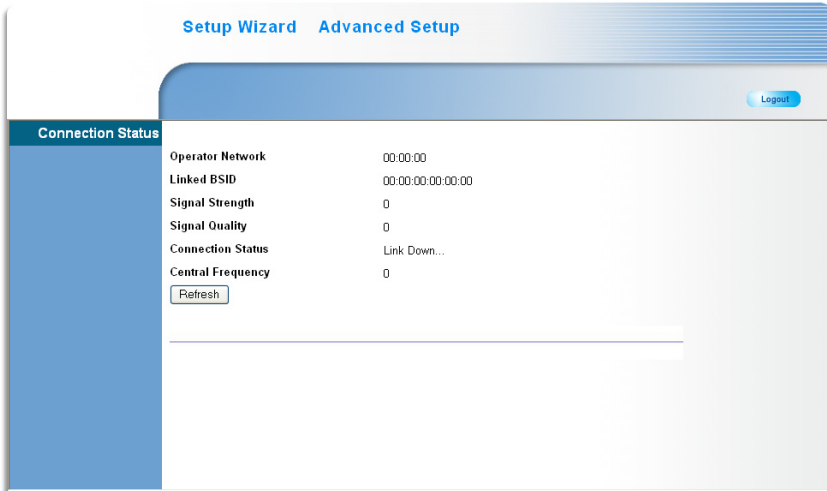 Setup Wizard Advanced Setup
Logout
Connection Status
Operator Network 00:00:00
Linked BSID 00:00:00:00:00:00
Signal Strength 0
Signal Quality 0
Connection Status Link Down...
Central Frequency 0
Refresh